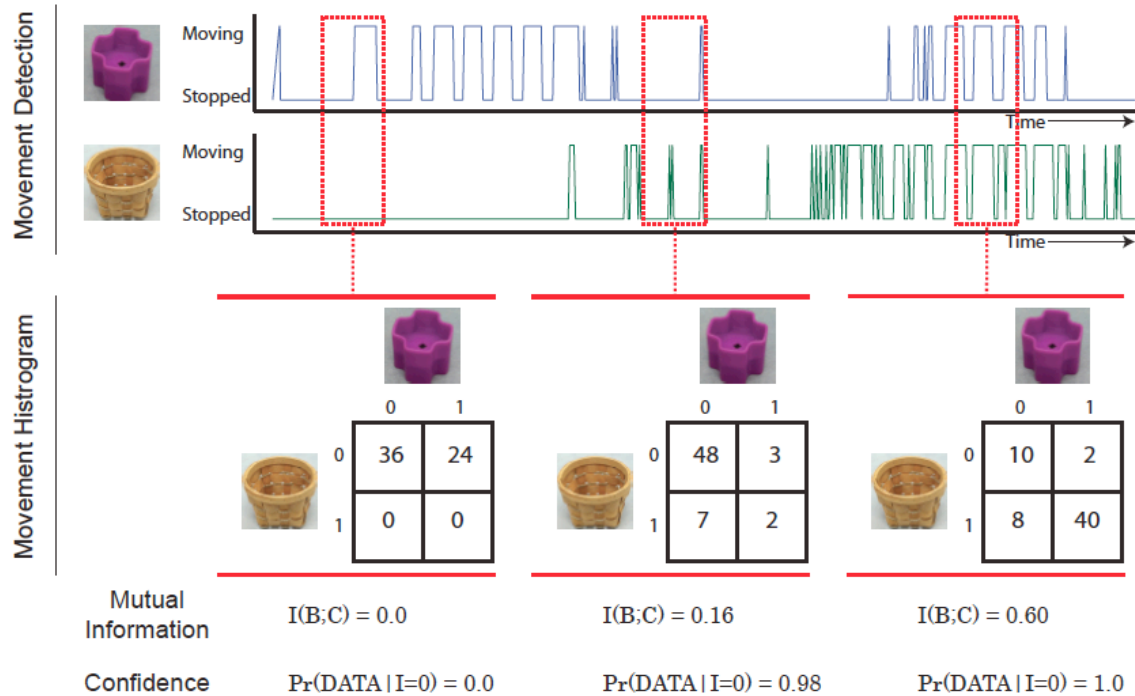 Movement Detection
Moving
Stopped
Time
Moving
Stopped
Time
Movement Histrogram
0 1
0 36 24
1 0 0
0 1
0 48 3
1 7 2
0 1
0 10 2
1 8 40
Mutual
Information
I(B;C) = 0.0
I(B;C) = 0.16
I(B;C) = 0.60
Confidence
Pr(DATA | I=0) = 0.0
Pr(DATA | I=0) = 0.98
Pr(DATA | I=0) = 1.0